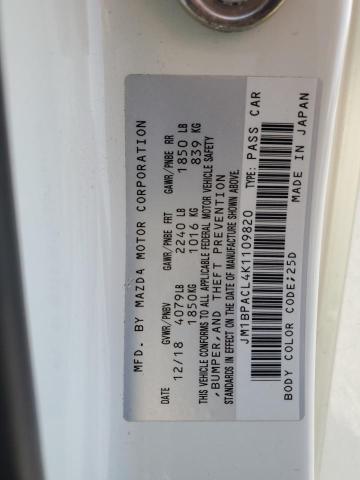 MFD. BY MAZDA MOTOR CORPORATION
GVWR/PNBV GAWR/PNBE FRT GAWR/PNBE RR
DATE 12/18 4079LB 2240 LB 1850 LB
1850KG 1016 KG 839 KG
THIS VEHICLE CONFORMS TO ALL APPLICABLE FEDERAL MOTOR VEHICLE SAFETY
, BUMPER, AND THEFT PREVENTION
STANDARDS IN EFFECT ON THE DATE OF MANUFACTURE SHOWN ABOVE.
JM1BPACL4K1109820 TYPE: PASS CAR
BODY COLOR CODE;25D MADE IN JAPAN